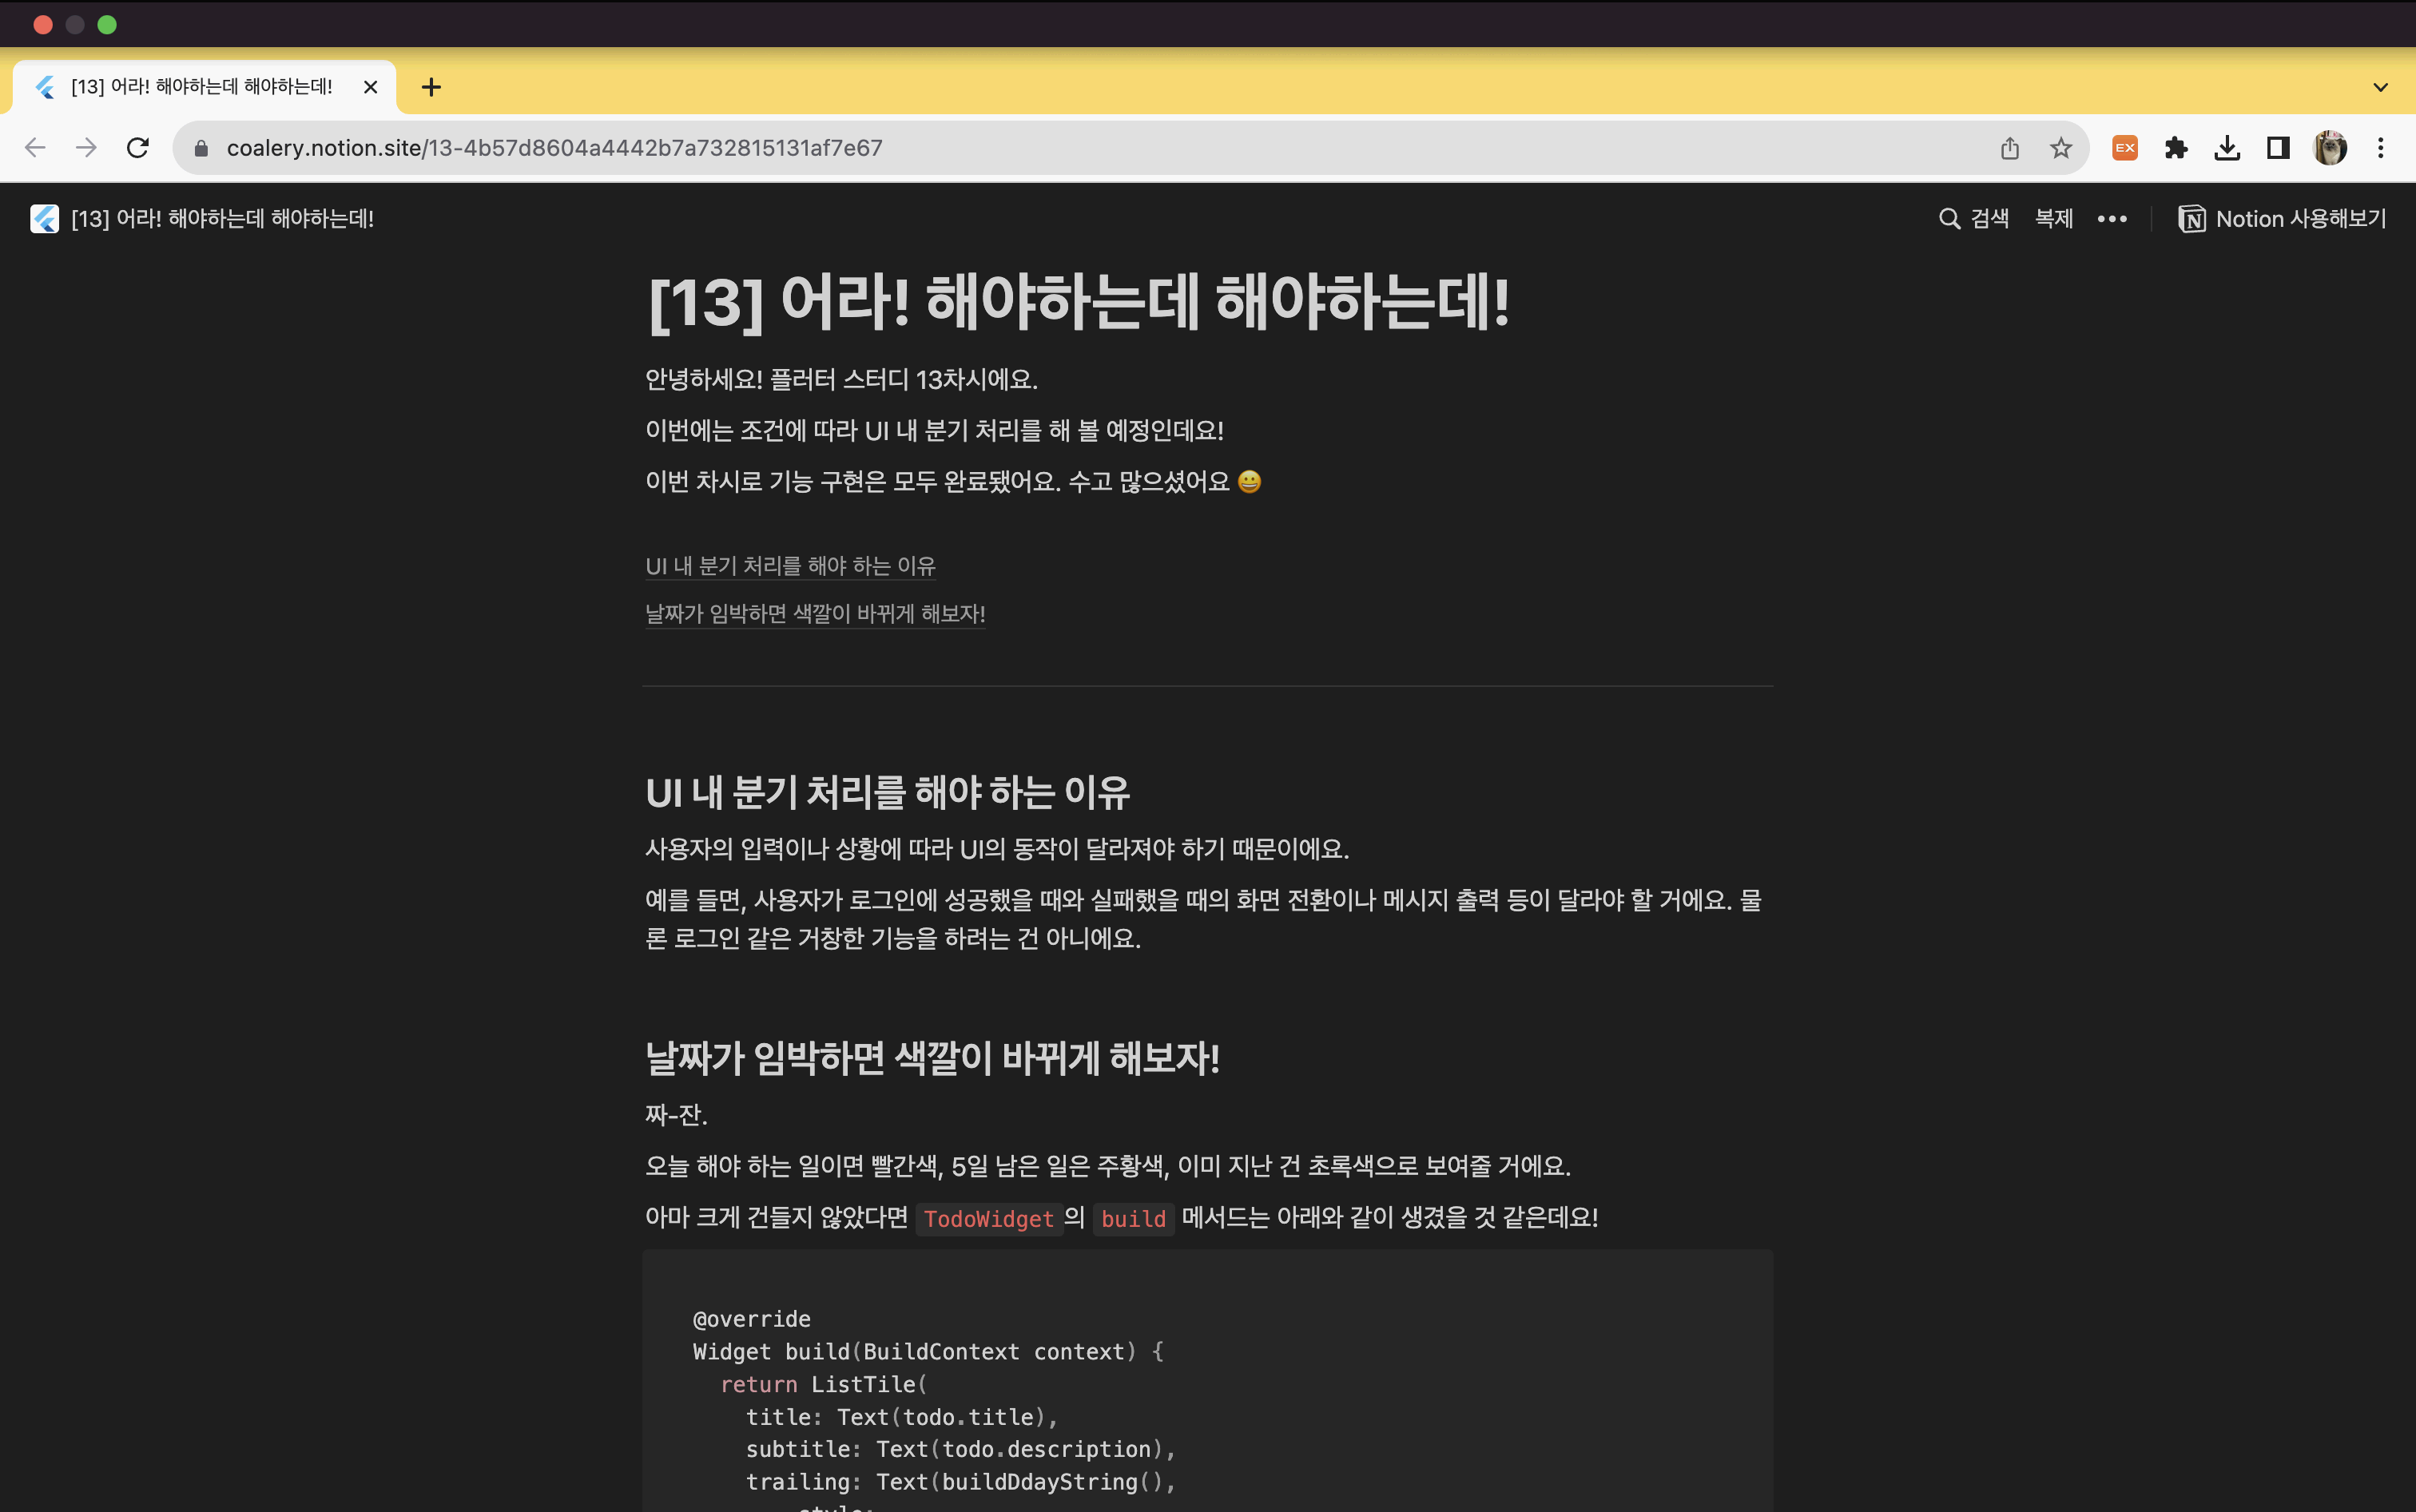 [13] 어라! 해야하는데 해야하는데!
coalery.notion.site/13-4b57d8604a4442b7a732815131af7e67
EX
[13] 어라! 해야하는데 해야하는데!
검색 복제 Notion 사용해보기
[13] 어라! 해야하는데 해야하는데!
안녕하세요! 플러터 스터디 13차시에요.
이번에는 조건에 따라 UI 내 분기 처리를 해 볼 예정인데요!
이번 차시로 기능 구현은 모두 완료됐어요. 수고 많으셨어요 😀
UI 내 분기 처리를 해야 하는 이유
날짜가 임박하면 색깔이 바뀌게 해보자!
UI 내 분기 처리를 해야 하는 이유
사용자의 입력이나 상황에 따라 UI의 동작이 달라져야 하기 때문이에요.
예를 들면, 사용자가 로그인에 성공했을 때와 실패했을 때의 화면 전환이나 메시지 출력 등이 달라야 할 거에요. 물
론 로그인 같은 거창한 기능을 하려는 건 아니에요.
날짜가 임박하면 색깔이 바뀌게 해보자!
짜-잔.
오늘 해야 하는 일이면 빨간색, 5일 남은 일은 주황색, 이미 지난 건 초록색으로 보여줄 거에요.
아마 크게 건들지 않았다면 TodoWidget 의 build 메서드는 아래와 같이 생겼을 것 같은데요!
@override
Widget build(BuildContext context) {
return ListTile(
title: Text(todo.title),
subtitle: Text(todo.description),
trailing: Text(buildDdayString(),
style: